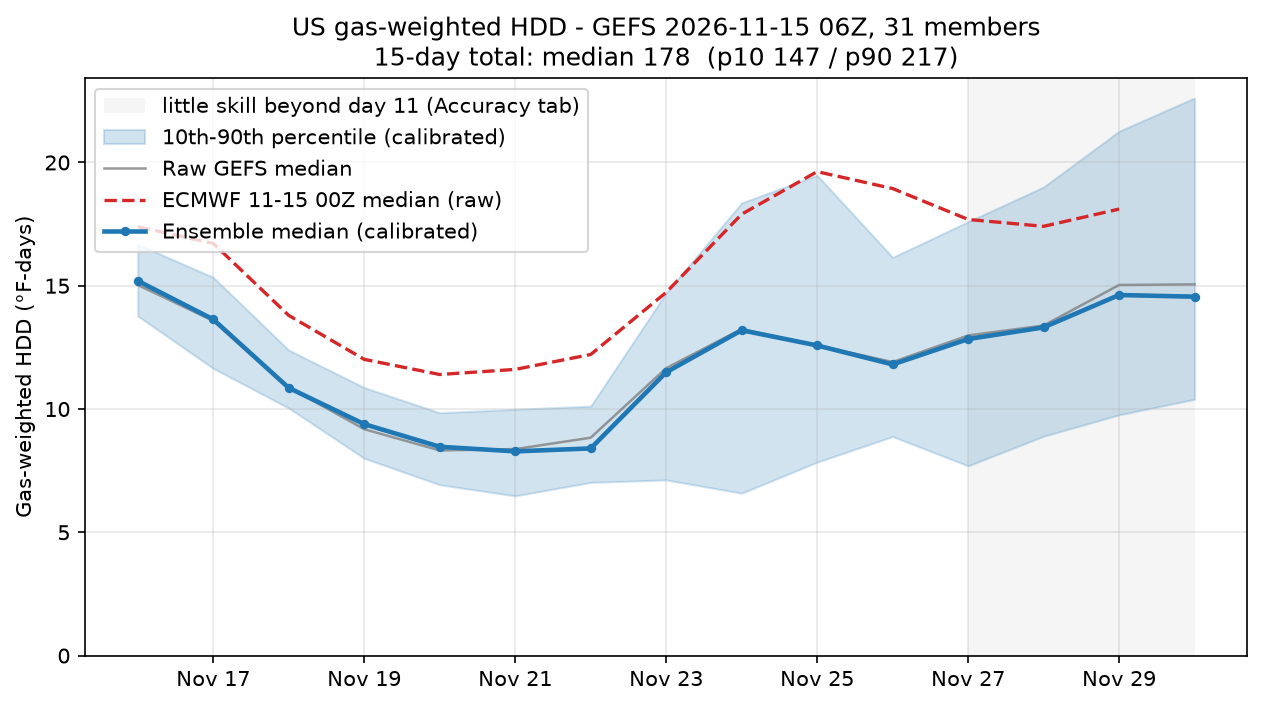 US gas-weighted HDD - GEFS 2026-11-15 06Z, 31 members
15-day total: median 178  (p10 147 / p90 217)
little skill beyond day 11 (Accuracy tab)
10th-90th percentile (calibrated)
Raw GEFS median
ECMWF 11-15 00Z median (raw)
Ensemble median (calibrated)
Gas-weighted HDD (°F-days)
20
15
10
5
0
Nov 17
Nov 19
Nov 21
Nov 23
Nov 25
Nov 27
Nov 29